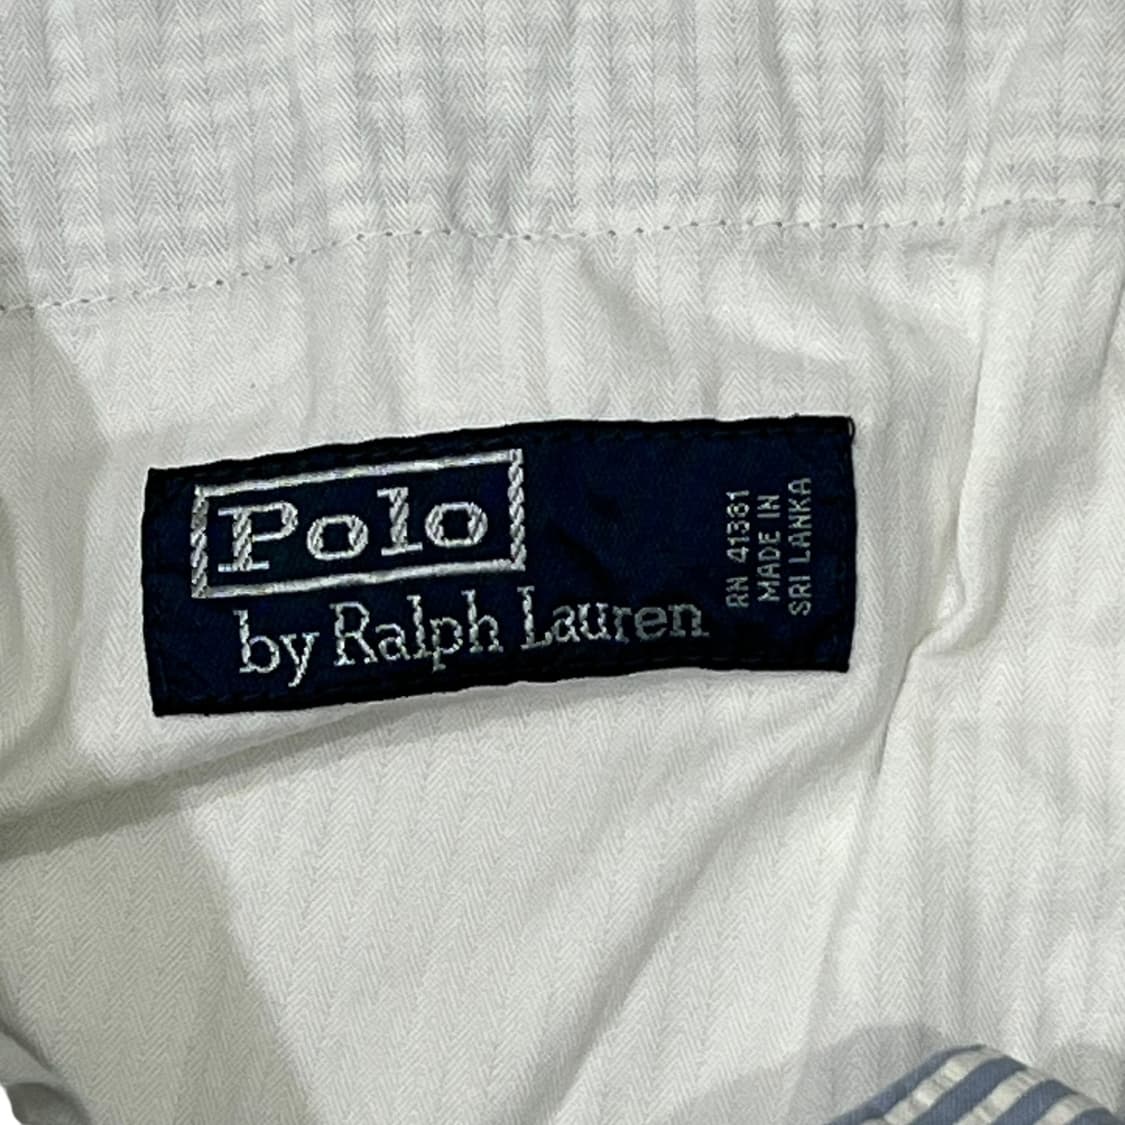 Polo
by Ralph Lauren
RN 41381
MADE IN
SRI LANKA